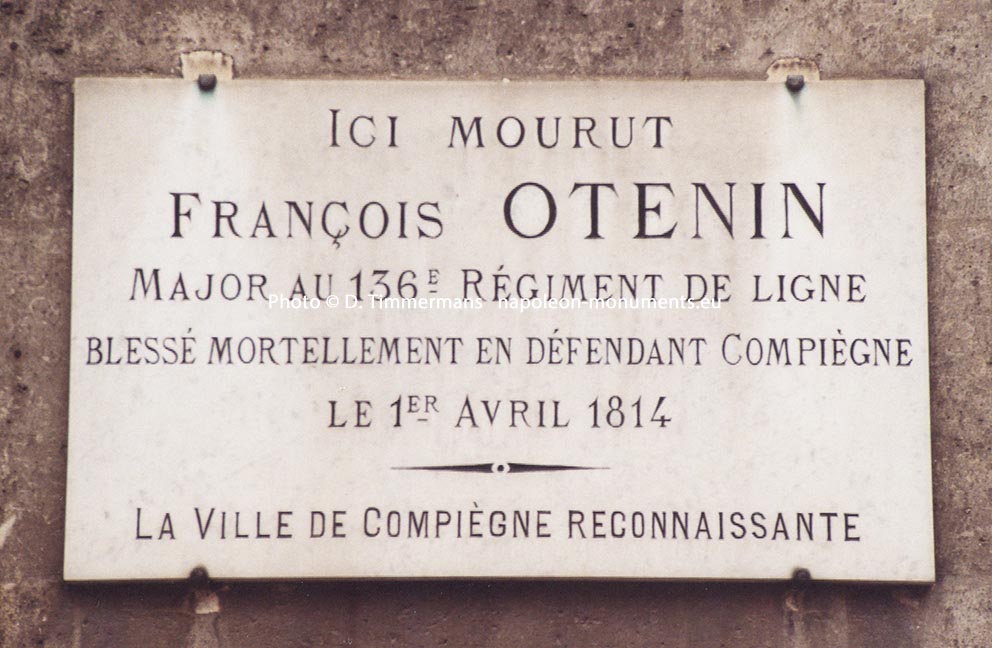 ICI MOURUT
FRANÇOIS OTENIN
MAJOR AU 136E RÉGIMENT DE LIGNE
Photo © D. Timmermans napoleon-monuments.eu
BLESSÉ MORTELLEMENT EN DÉFENDANT COMPIÈGNE
LE 1ER AVRIL 1814
LA VILLE DE COMPIÈGNE RECONNAISSANTE